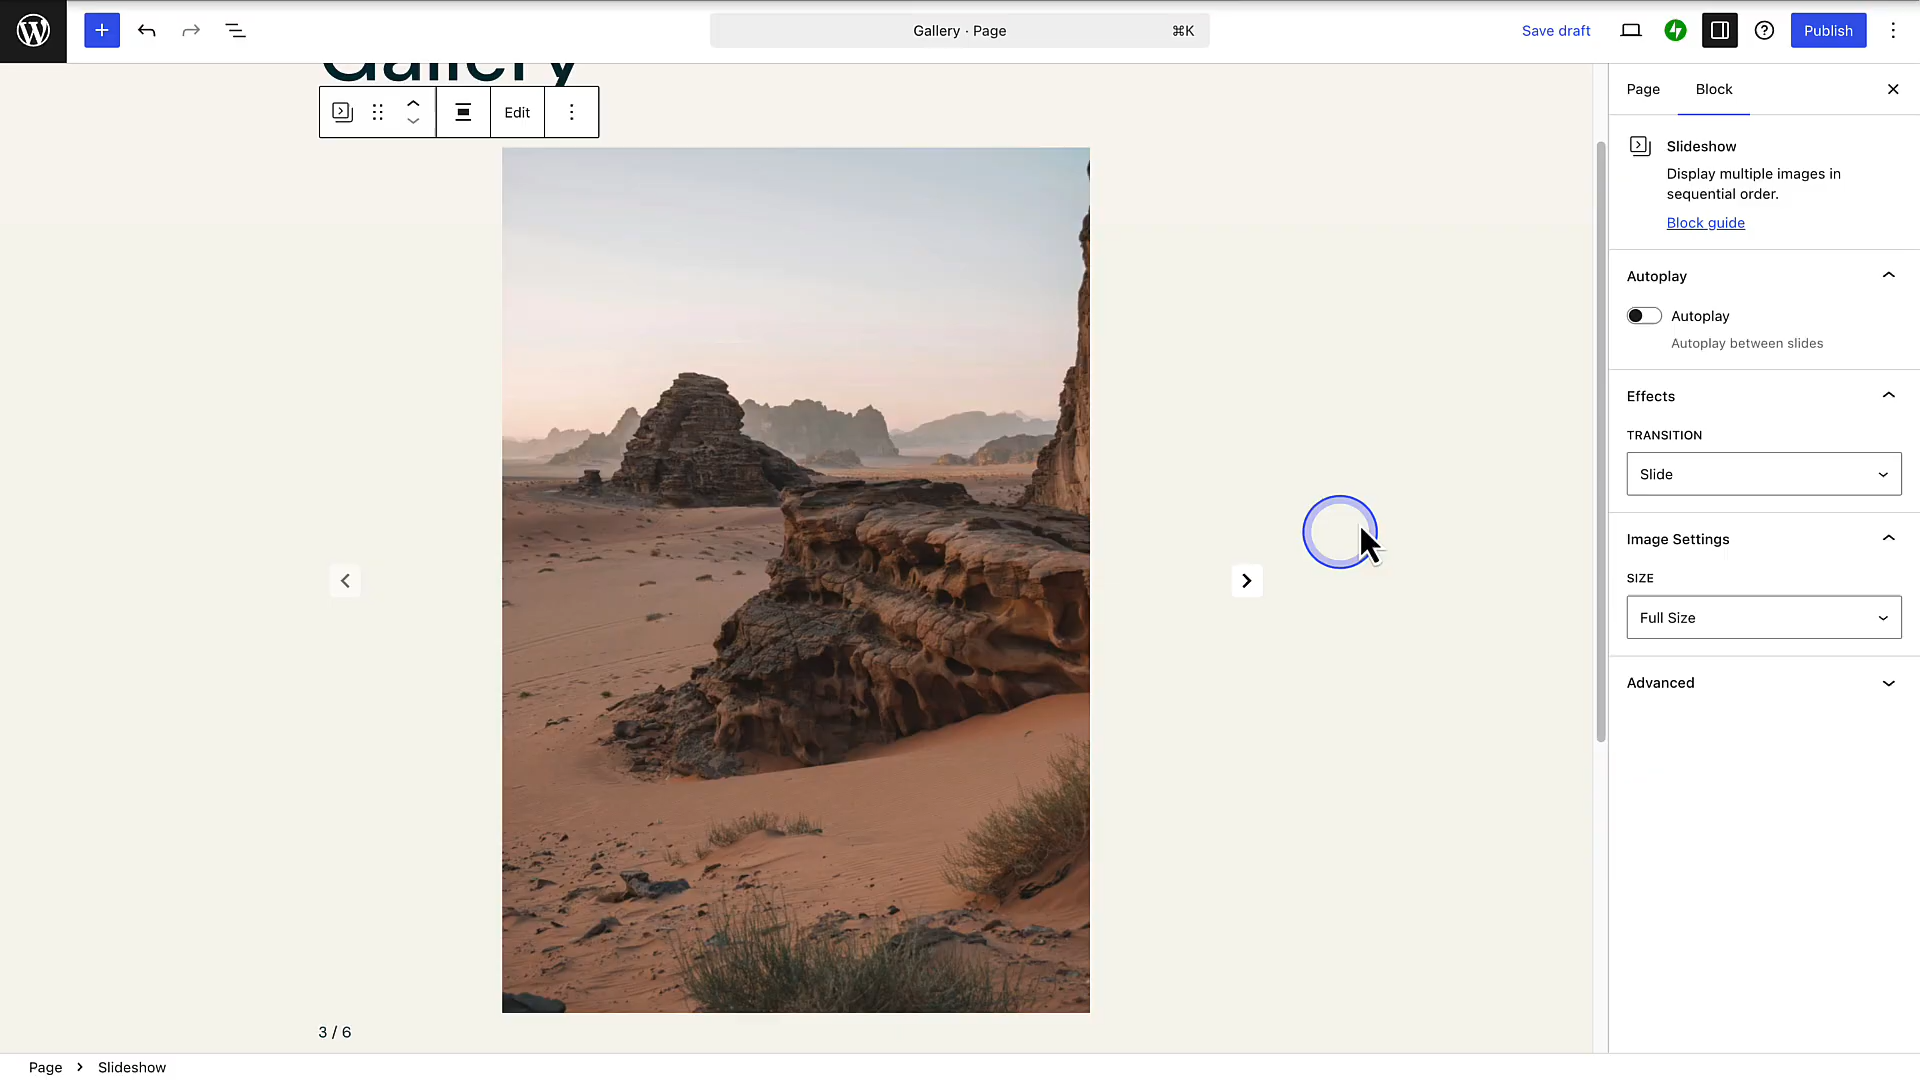 Gallery · Page
⌘K
Save draft
Publish
Gallery
Edit
Page
Block
Slideshow
Display multiple images in
sequential order.
Block guide
Autoplay
Autoplay
Autoplay between slides
Effects
TRANSITION
Slide
Image Settings
SIZE
Full Size
Advanced
3 / 6
Page
Slideshow